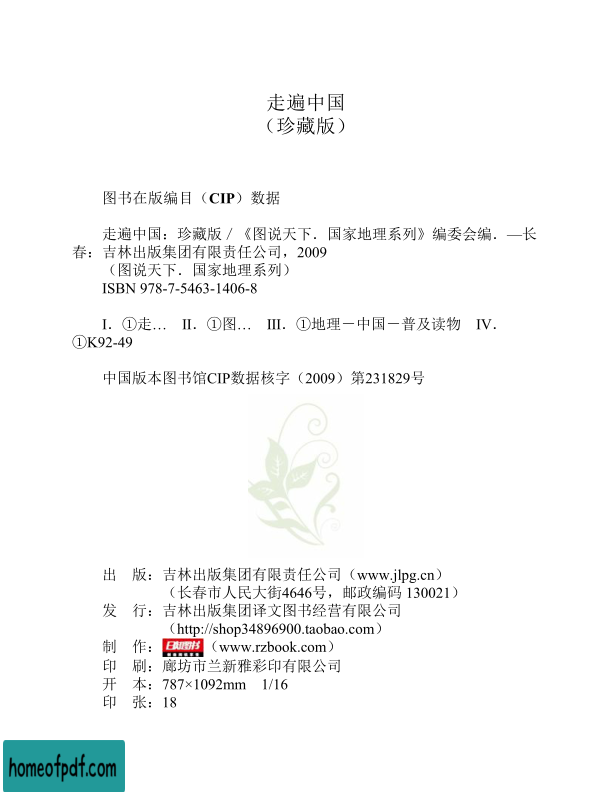 走遍中国
（珍藏版）
图书在版编目（CIP）数据
走遍中国：珍藏版／《图说天下．国家地理系列》编委会编．—长
春：吉林出版集团有限责任公司，2009
（图说天下．国家地理系列）
ISBN 978-7-5463-1406-8
I．①走…　II．①图…　III．①地理－中国－普及读物　IV．
①K92-49
中国版本图书馆CIP数据核字（2009）第231829号
出　版：吉林出版集团有限责任公司（www.jlpg.cn）
（长春市人民大街4646号，邮政编码 130021）
发　行：吉林出版集团译文图书经营有限公司
（http://shop34896900.taobao.com）
制　作：日知图书（www.rzbook.com）
印　刷：廊坊市兰新雅彩印有限公司
开　本：787×1092mm　1/16
印　张：18
homeofpdf.com